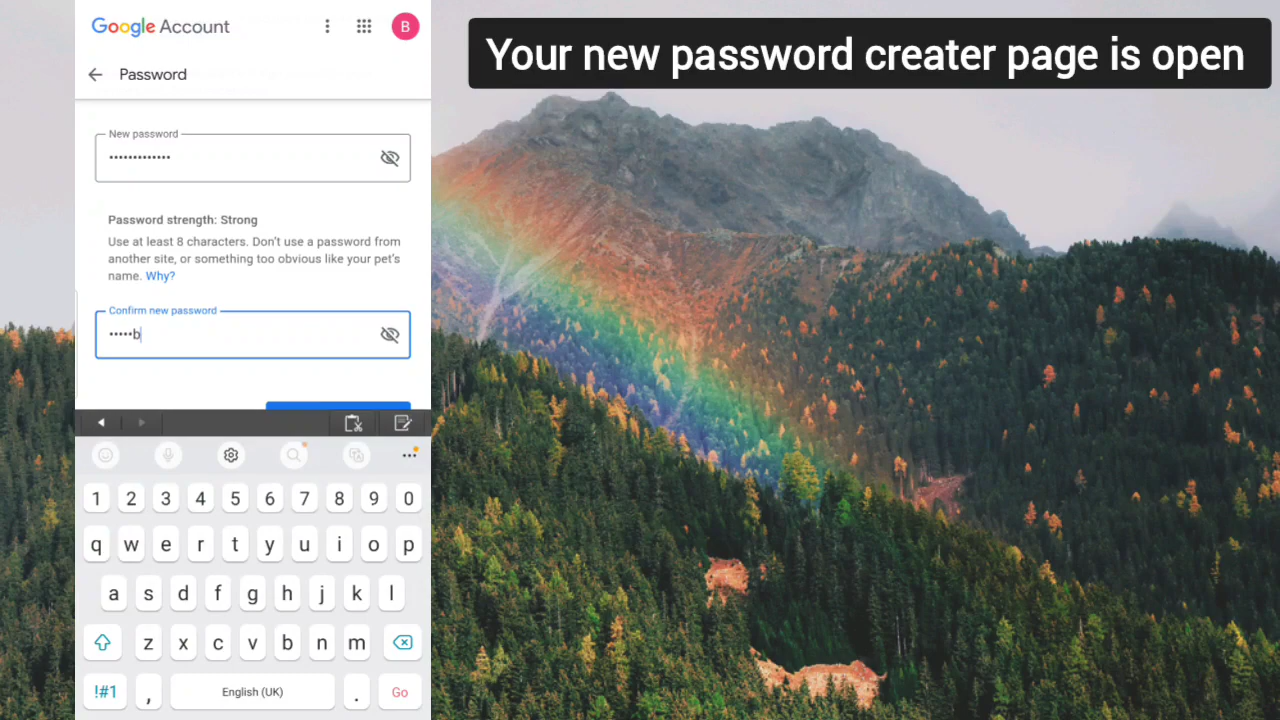 Google Account
B
Password
Your new password creater page is open
New password
•••••••••••••
Password strength: Strong
Use at least 8 characters. Don't use a password from
another site, or something too obvious like your pet's
name. Why?
Confirm new password
•••••b
1 2 3 4 5 6 7 8 9 0
q w e r t y u i o p
a s d f g h j k l
z x c v b n m
!#1 , English (UK) . Go